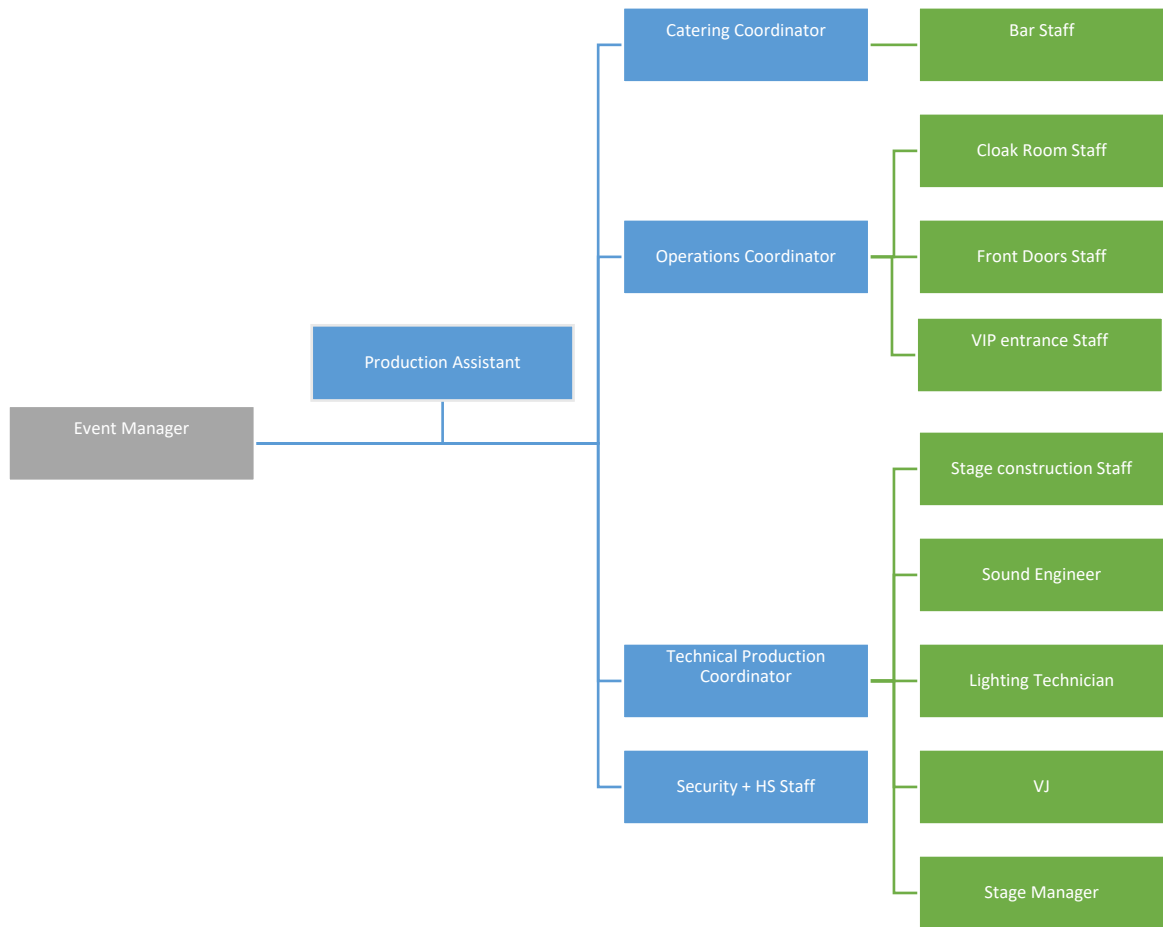 Catering Coordinator
Bar Staff
Cloak Room Staff
Operations Coordinator
Front Doors Staff
VIP entrance Staff
Production Assistant
Event Manager
Stage construction Staff
Sound Engineer
Technical Production
Coordinator
Lighting Technician
Security + HS Staff
VJ
Stage Manager